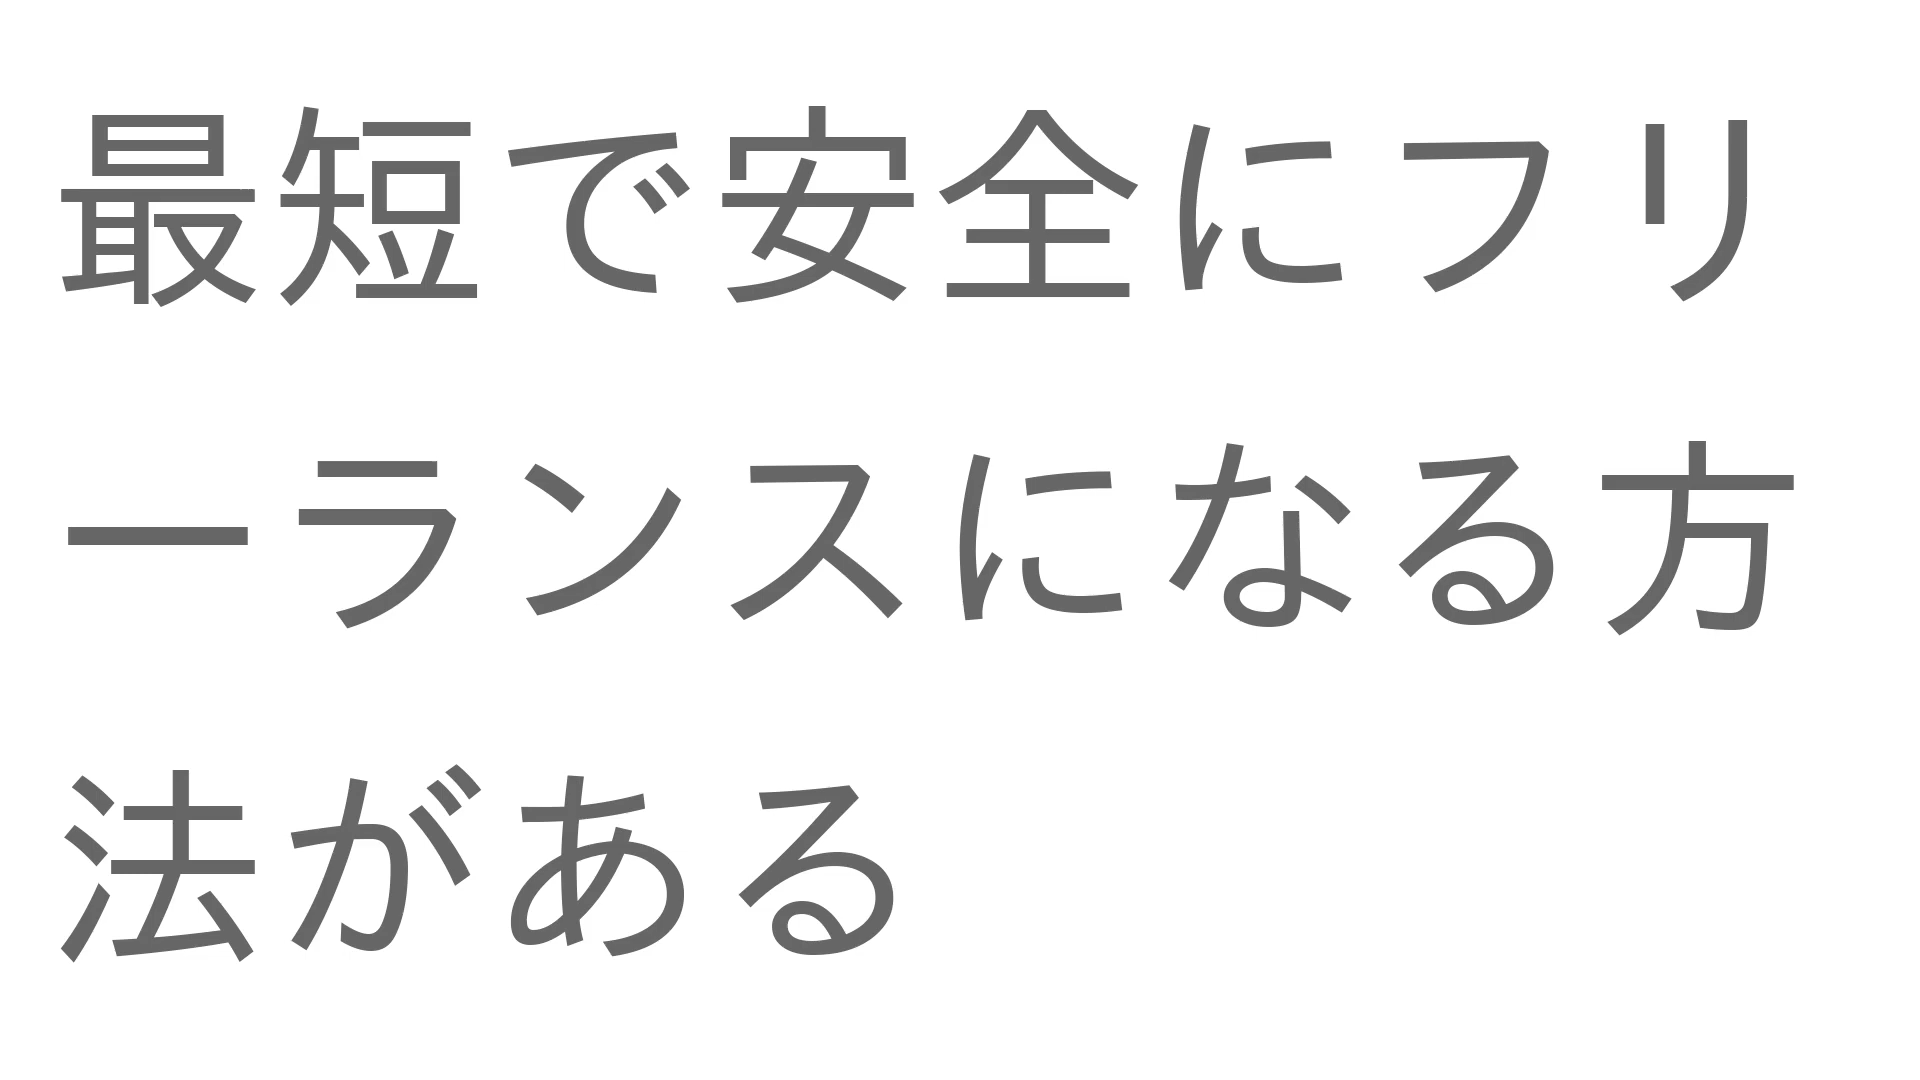 最短で安全にフリ
ーランスになる方
法がある